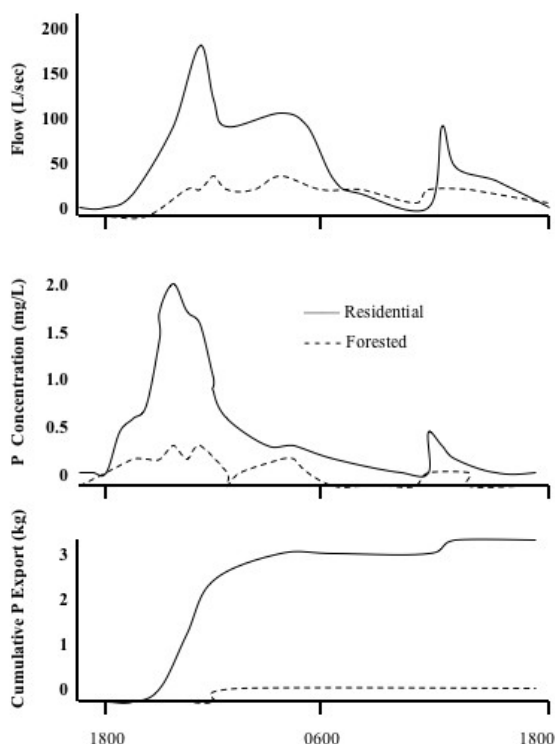 200
150
100
50
0
Flow (L/sec)
2.0
1.5
1.0
0.5
0
P Concentration (mg/L)
Residential
Forested
3
2
1
0
Cumulative P Export (kg)
1800 0600 1800